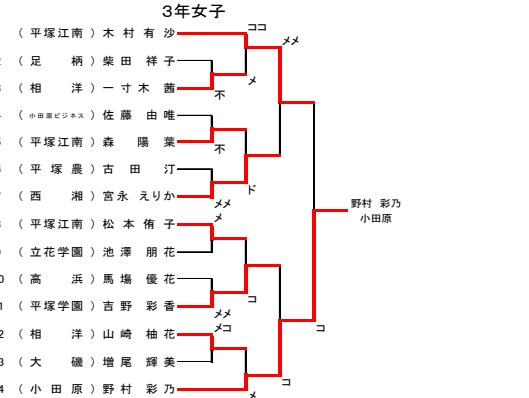 ３年女子
（ 平塚江南 ） 木 村 有 沙
（ 足 柄 ） 柴 田 祥 子
（ 相 洋 ） 一 寸 木 茜
（ 小田原ビジネス ） 佐 藤 由 唯
（ 平塚江南 ） 森 陽 葉
（ 平 塚 農 ） 古 田 汀
（ 西 湘 ） 宮永 えりか
（ 平塚江南 ） 松 本 侑 子
（ 立花学園 ） 池 澤 朋 花
0 （ 高 浜 ） 馬 塲 優 花
1 （ 平塚学園 ） 吉 野 彩 香
2 （ 相 洋 ） 山 崎 柚 花
3 （ 大 磯 ） 増 尾 輝 美
4 （ 小 田 原 ） 野 村 彩 乃
ココ
メメ
メ
不
不
ド
メメ
メ
コ
メメ
メコ
コ
メ
コ
野村 彩乃
小田原